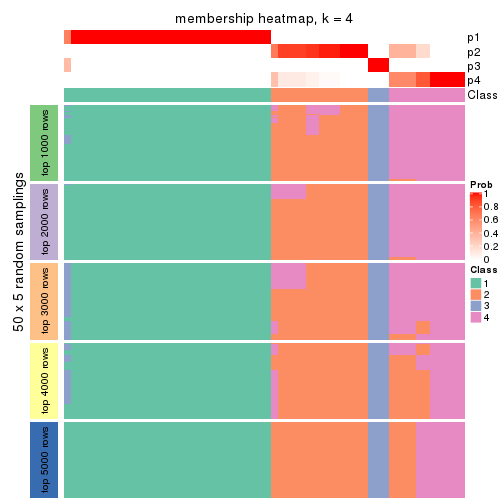 membership heatmap, k = 4
p1
p2
p3
p4
Class
50 x 5 random samplings
top 1000 rows
top 2000 rows
top 3000 rows
top 4000 rows
top 5000 rows
Prob
1
0.8
0.6
0.4
0.2
0
Class
1
2
3
4